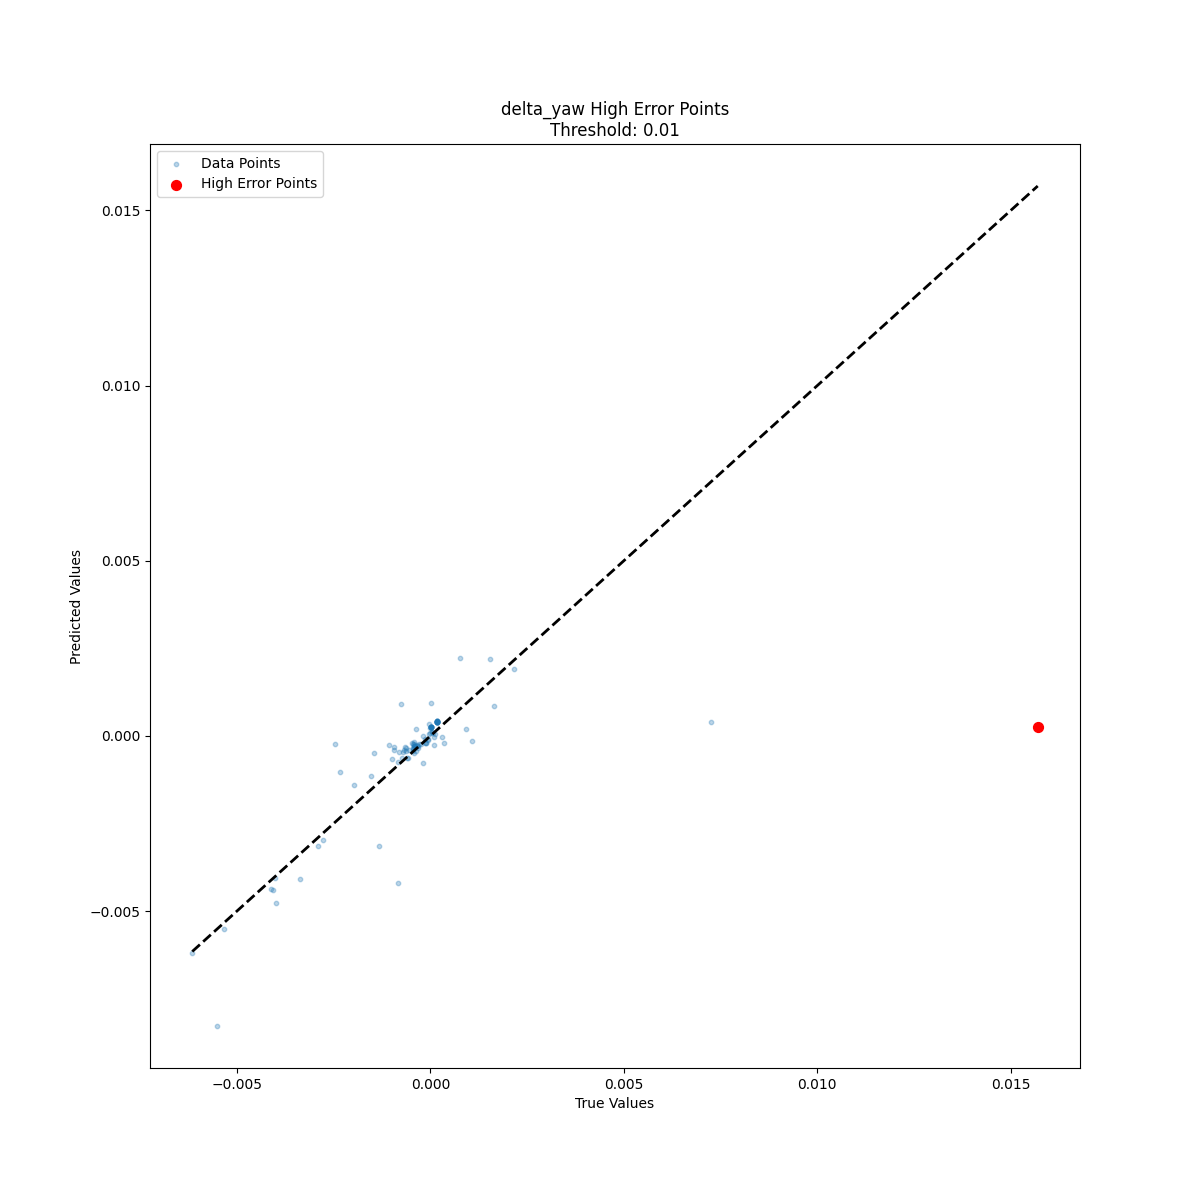 delta_yaw High Error Points
Threshold: 0.01
Data Points
High Error Points
0.015
0.010
0.005
0.000
−0.005
Predicted Values
−0.005
0.000
0.005
0.010
0.015
True Values